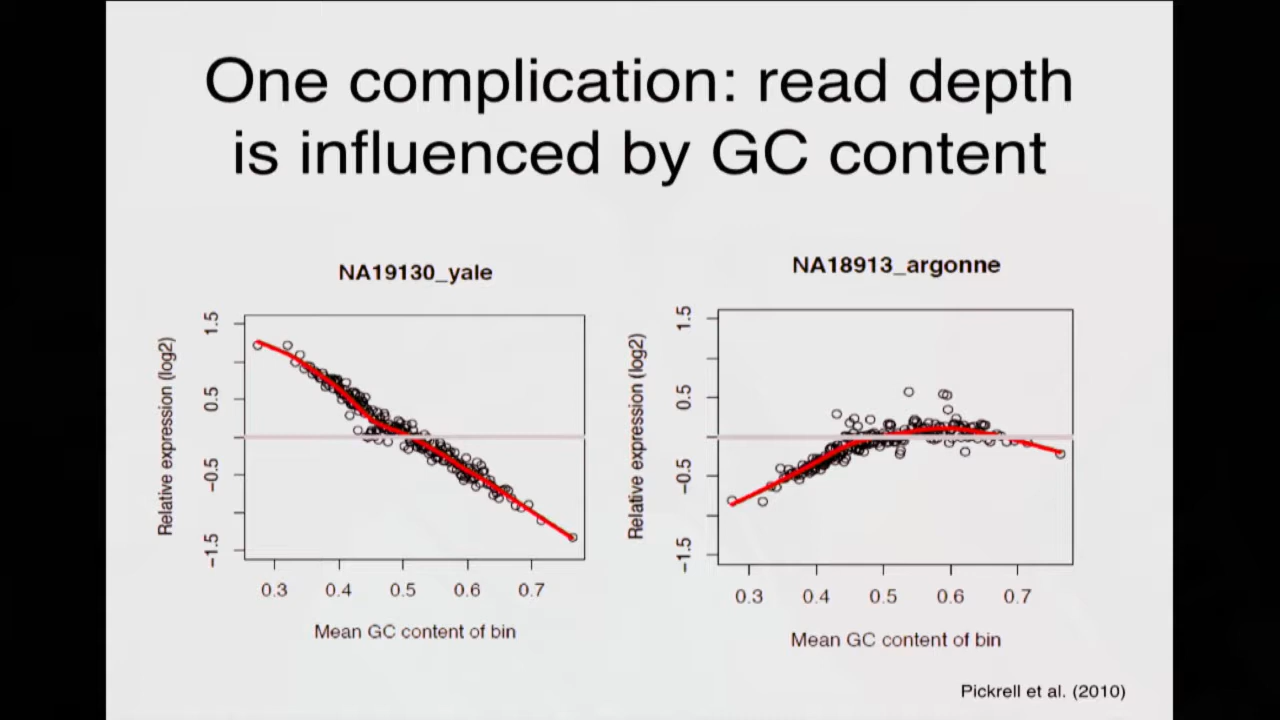 One complication: read depth
is influenced by GC content
NA19130_yale
Relative expression (log2)
1.5
0.5
−0.5
−1.5
0.3 0.4 0.5 0.6 0.7
Mean GC content of bin
NA18913_argonne
Relative expression (log2)
1.5
0.5
−0.5
−1.5
0.3 0.4 0.5 0.6 0.7
Mean GC content of bin
Pickrell et al. (2010)